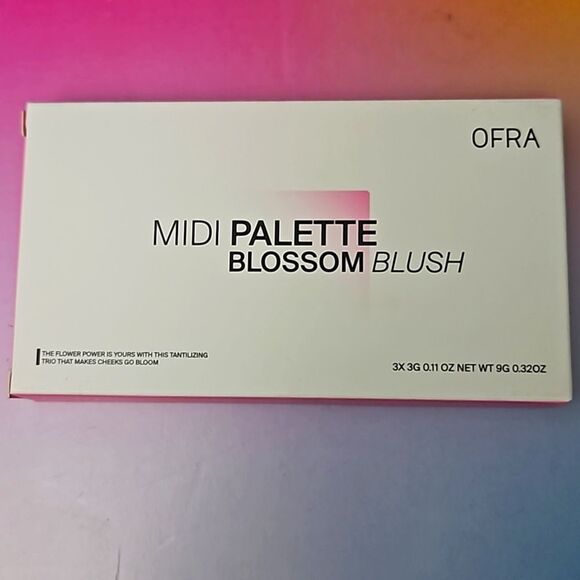 OFRA
MIDI PALETTE
BLOSSOM BLUSH
THE FLOWER POWER IS YOURS WITH THIS TANTILIZING
TRIO THAT MAKES CHEEKS GO BLOOM
3X 3G 0.11 OZ NET WT 9G 0.32OZ